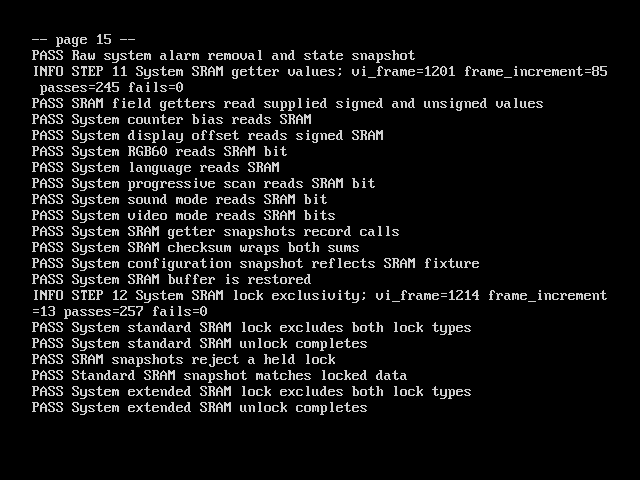 -- page 15 --
PASS Raw system alarm removal and state snapshot
INFO STEP 11 System SRAM getter values; vi_frame=1201 frame_increment=85
 passes=245 fails=0
PASS SRAM field getters read supplied signed and unsigned values
PASS System counter bias reads SRAM
PASS System display offset reads signed SRAM
PASS System RGB60 reads SRAM bit
PASS System language reads SRAM
PASS System progressive scan reads SRAM bit
PASS System sound mode reads SRAM bit
PASS System video mode reads SRAM bits
PASS System SRAM getter snapshots record calls
PASS System SRAM checksum wraps both sums
PASS System configuration snapshot reflects SRAM fixture
PASS System SRAM buffer is restored
INFO STEP 12 System SRAM lock exclusivity; vi_frame=1214 frame_increment
=13 passes=257 fails=0
PASS System standard SRAM lock excludes both lock types
PASS System standard SRAM unlock completes
PASS SRAM snapshots reject a held lock
PASS Standard SRAM snapshot matches locked data
PASS System extended SRAM lock excludes both lock types
PASS System extended SRAM unlock completes